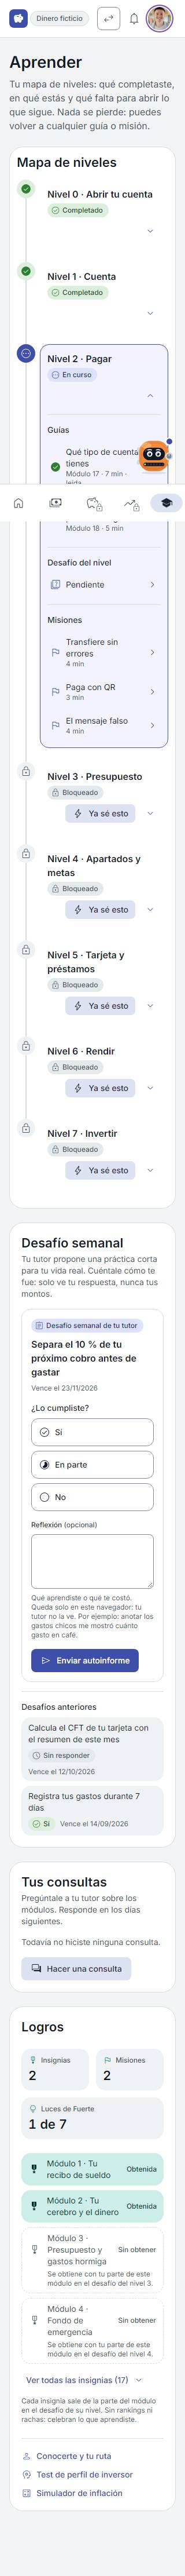 Dinero ficticio
Aprender
Tu mapa de niveles: qué completaste,
en qué estás y qué falta para abrir lo
que sigue. Nada se pierde: puedes
volver a cualquier guía o misión.
Mapa de niveles
Nivel 0 · Abrir tu cuenta
Completado
Nivel 1 · Cuenta
Completado
Nivel 2 · Pagar
En curso
Guías
Qué tipo de cuenta
tienes
Módulo 17 · 7 min ·
Módulo 18 · 5 min
Desafío del nivel
Pendiente
Misiones
Transfiere sin
errores
4 min
Paga con QR
3 min
El mensaje falso
4 min
Nivel 3 · Presupuesto
Bloqueado
Ya sé esto
Nivel 4 · Apartados y
metas
Bloqueado
Ya sé esto
Nivel 5 · Tarjeta y
préstamos
Bloqueado
Ya sé esto
Nivel 6 · Rendir
Bloqueado
Ya sé esto
Nivel 7 · Invertir
Bloqueado
Ya sé esto
Desafío semanal
Tu tutor propone una práctica corta
para tu vida real. Cuéntale cómo te
fue: solo ve tu respuesta, nunca tus
montos.
Desafío semanal de tu tutor
Separa el 10 % de tu
próximo cobro antes de
gastar
Vence el 23/11/2026
¿Lo cumpliste?
Sí
En parte
No
Reflexión (opcional)
Qué aprendiste o qué te costó.
Queda solo en este navegador: tu
tutor no la ve. Por ejemplo: anotar los
gastos chicos me mostró cuánto
gasto en café.
Enviar autoinforme
Desafíos anteriores
Calcula el CFT de tu tarjeta con
el resumen de este mes
Sin responder
Vence el 12/10/2026
Registra tus gastos durante 7
días
Sí
Vence el 14/09/2026
Tus consultas
Pregúntale a tu tutor sobre los
módulos. Responde en los días
siguientes.
Todavía no hiciste ninguna consulta.
Hacer una consulta
Logros
Insignias
2
Misiones
2
Luces de Fuerte
1 de 7
Módulo 1 · Tu
recibo de sueldo
Obtenida
Módulo 2 · Tu
cerebro y el dinero
Obtenida
Módulo 3 ·
Presupuesto y
gastos hormiga
Sin obtener
Se obtiene con tu parte de este
módulo en el desafío del nivel 3.
Módulo 4 ·
Fondo de
emergencia
Sin obtener
Se obtiene con tu parte de este
módulo en el desafío del nivel 4.
Ver todas las insignias (17)
Cada insignia sale de la parte del módulo
en el desafío de su nivel. Sin rankings ni
rachas: celebran lo que aprendiste.
Conocerte y tu ruta
Test de perfil de inversor
Simulador de inflación